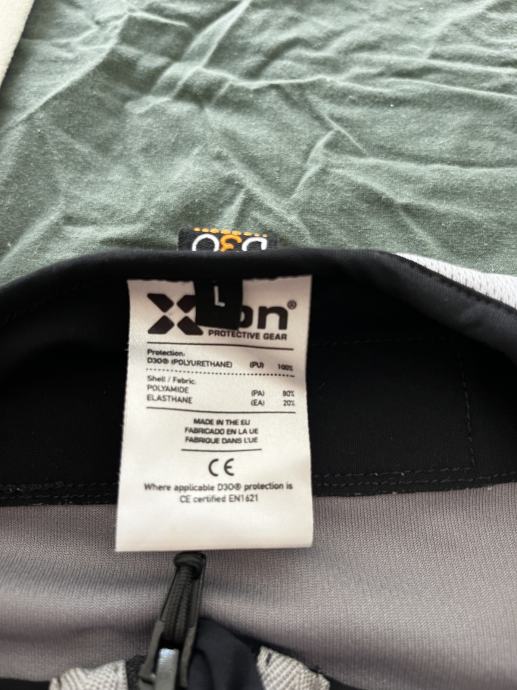 D3O
L
X on®
PROTECTIVE GEAR
Protection:
D3O® (POLYURETHANE) (PU) 100%
Shell / Fabric:
POLYAMIDE (PA) 80%
ELASTHANE (EA) 20%
MADE IN THE EU
FABRICADO EN LA UE
FABRIQUE DANS L'UE
CE
Where applicable D3O® protection is
CE certified EN1621